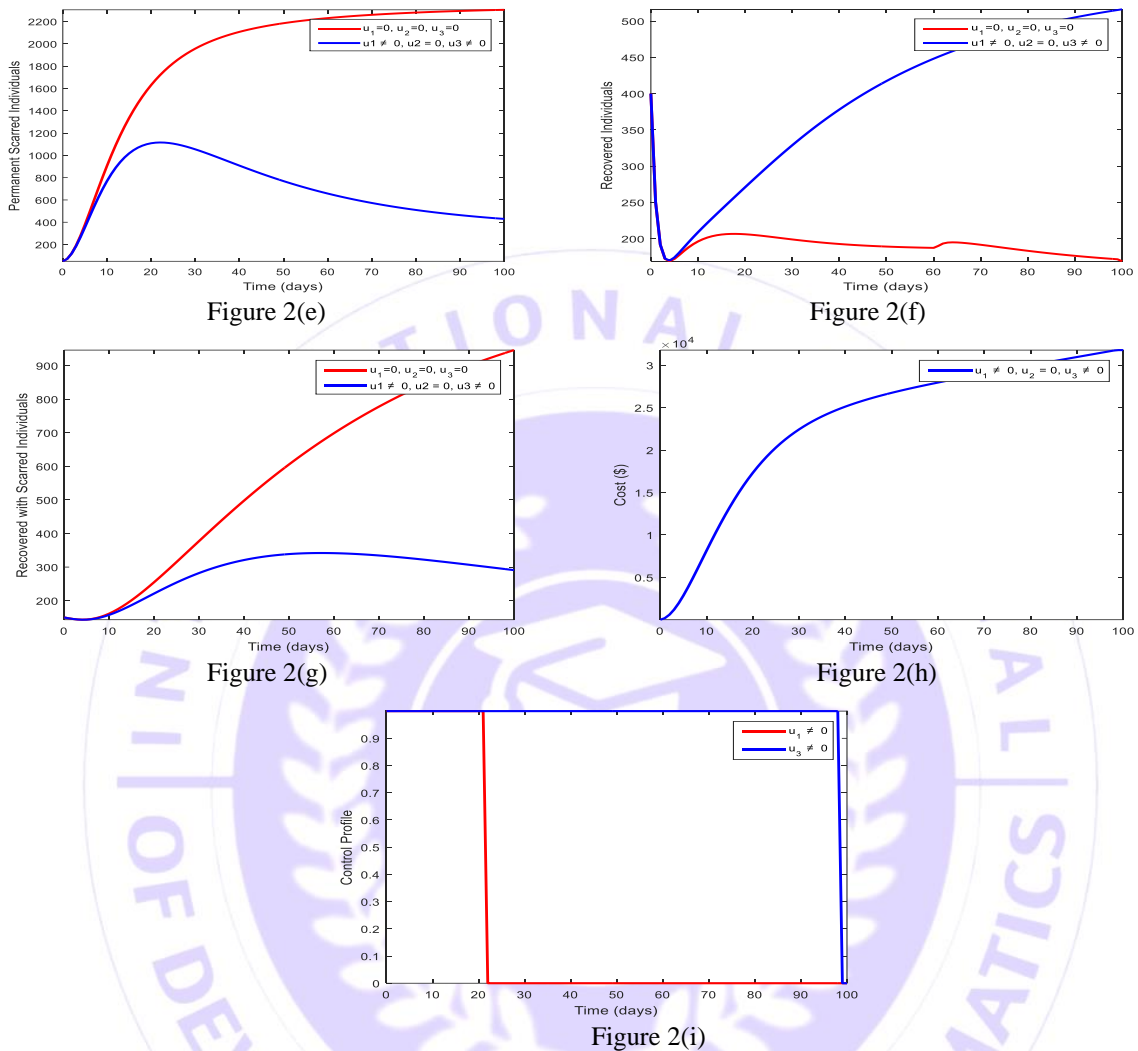 u1=0, u2=0, u3=0
u1 ≠ 0, u2 = 0, u3 ≠ 0
Permanent Scarred Individuals
2200
2000
1800
1600
1400
1200
1000
800
600
400
200
0 10 20 30 40 50 60 70 80 90 100
Time (days)
Figure 2(e)
u1=0, u2=0, u3=0
u1 ≠ 0, u2 = 0, u3 ≠ 0
Recovered Individuals
500
450
400
350
300
250
200
0 10 20 30 40 50 60 70 80 90 100
Time (days)
Figure 2(f)
u1=0, u2=0, u3=0
u1 ≠ 0, u2 = 0, u3 ≠ 0
Recovered with Scarred Individuals
900
800
700
600
500
400
300
200
0 10 20 30 40 50 60 70 80 90 100
Time (days)
Figure 2(g)
× 10^4
u1 ≠ 0, u2 = 0, u3 ≠ 0
Cost ($)
3
2.5
2
1.5
1
0.5
0 10 20 30 40 50 60 70 80 90 100
Time (days)
Figure 2(h)
u1 ≠ 0
u3 ≠ 0
Control Profile
0.9
0.8
0.7
0.6
0.5
0.4
0.3
0.2
0.1
0
0 10 20 30 40 50 60 70 80 90 100
Time (days)
Figure 2(i)